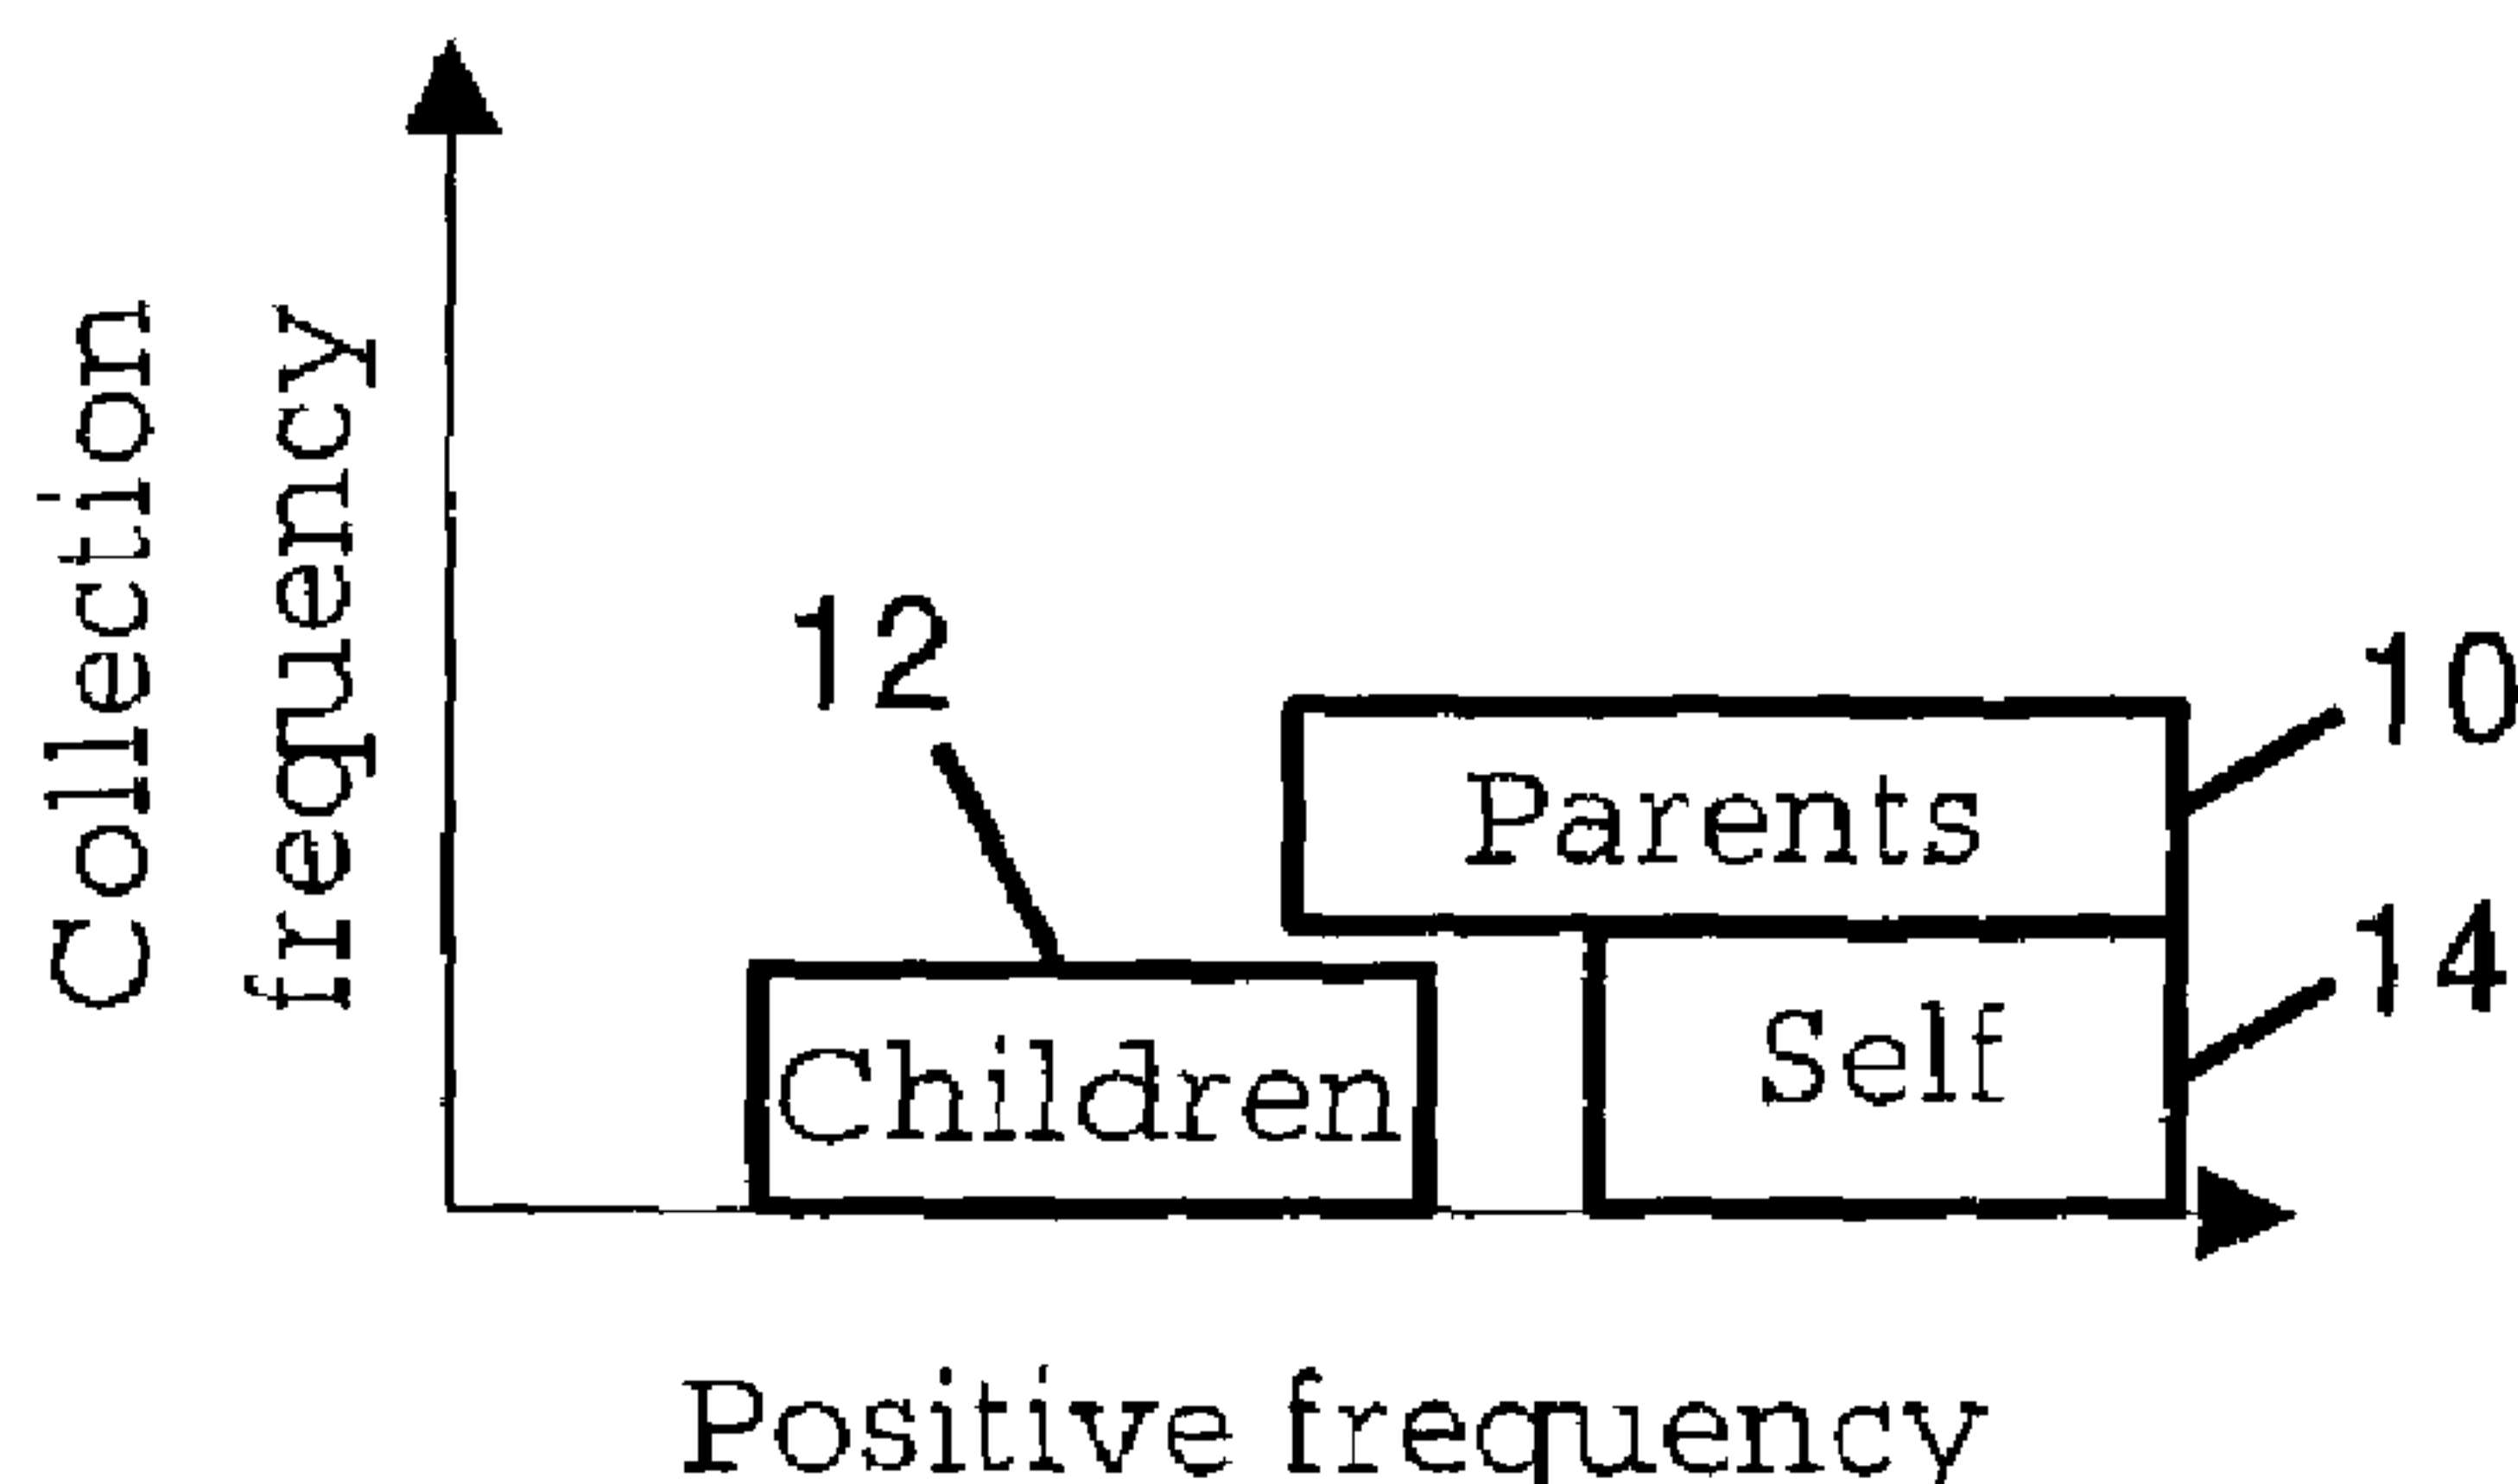 Collection
frequency
12
10
Parents
14
Self
Children
Positive frequency